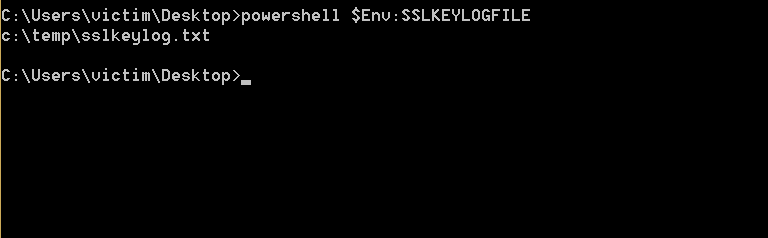 C:\Users\victim\Desktop>powershell $Env:SSLKEYLOGFILE
c:\temp\sslkeylog.txt
C:\Users\victim\Desktop>_